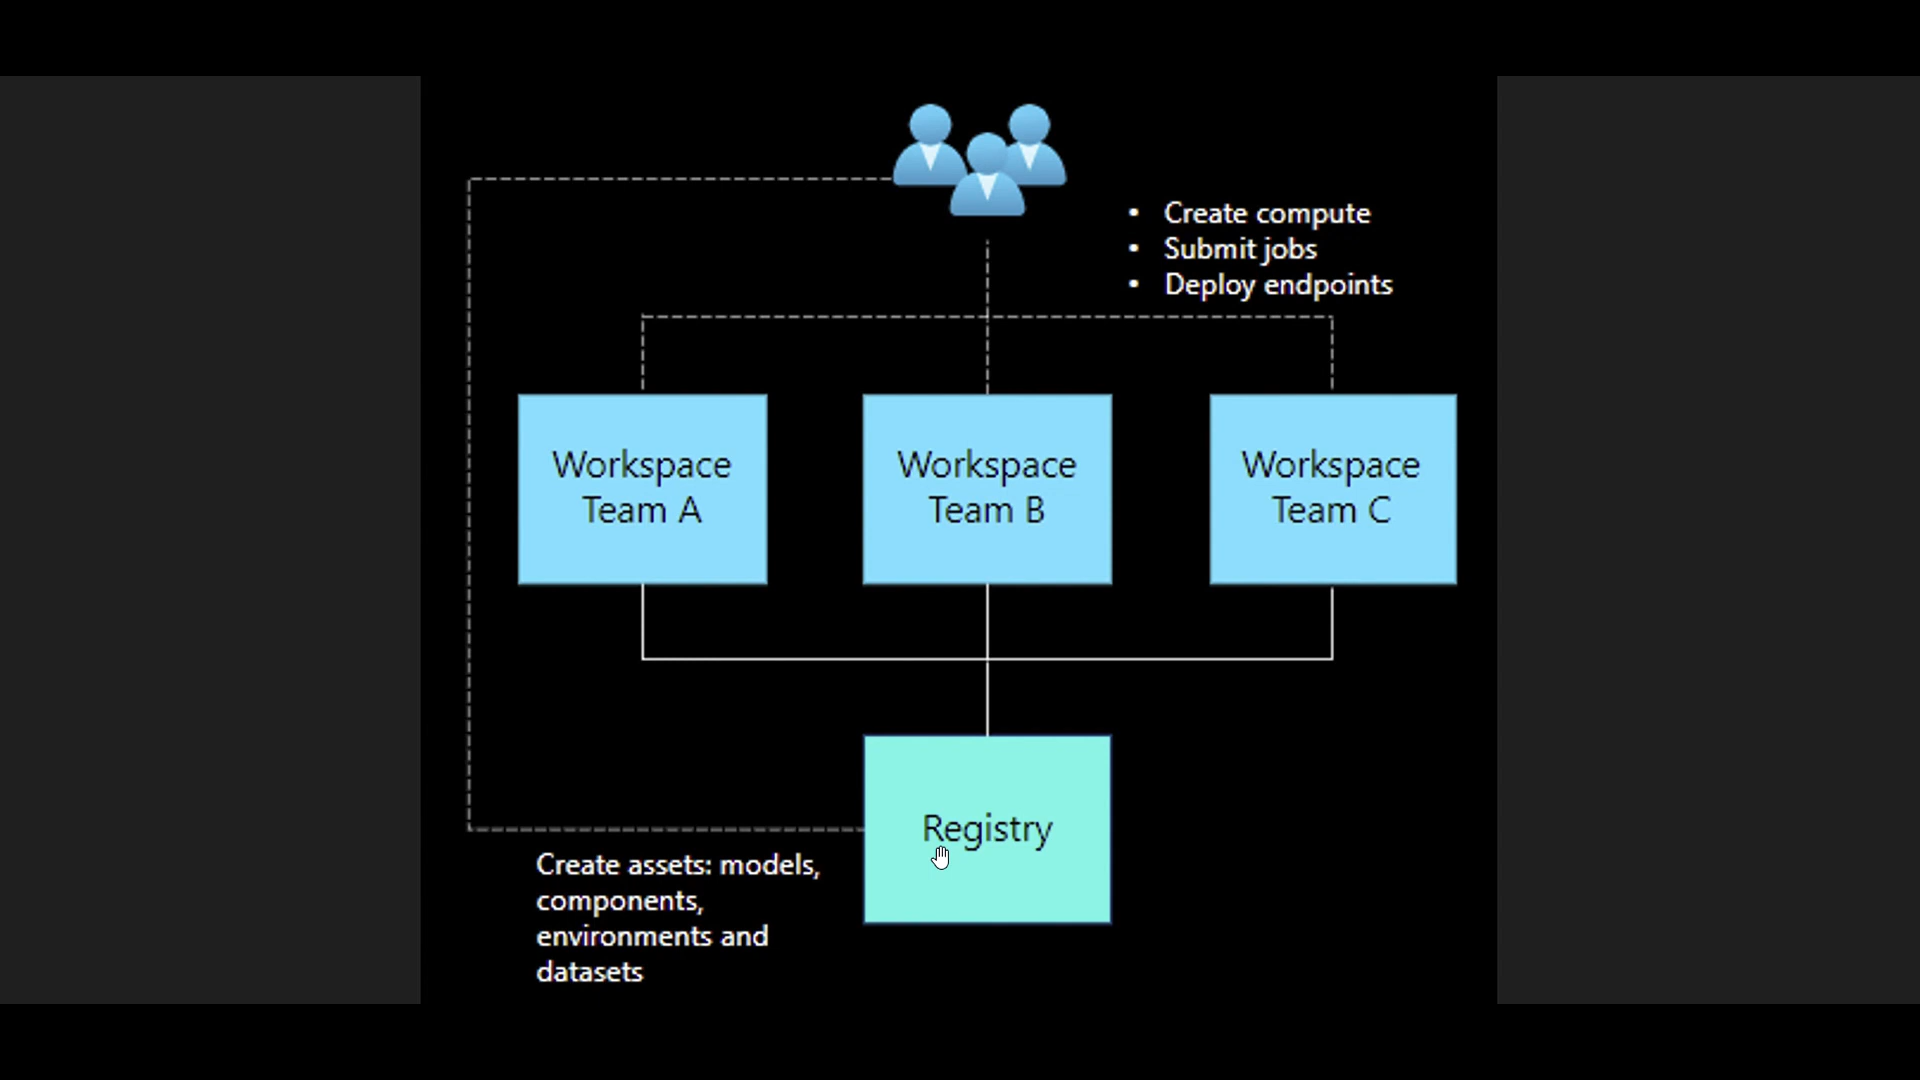 • Create compute
• Submit jobs
• Deploy endpoints
Workspace
Team A
Workspace
Team B
Workspace
Team C
Registry
Create assets: models,
components,
environments and
datasets